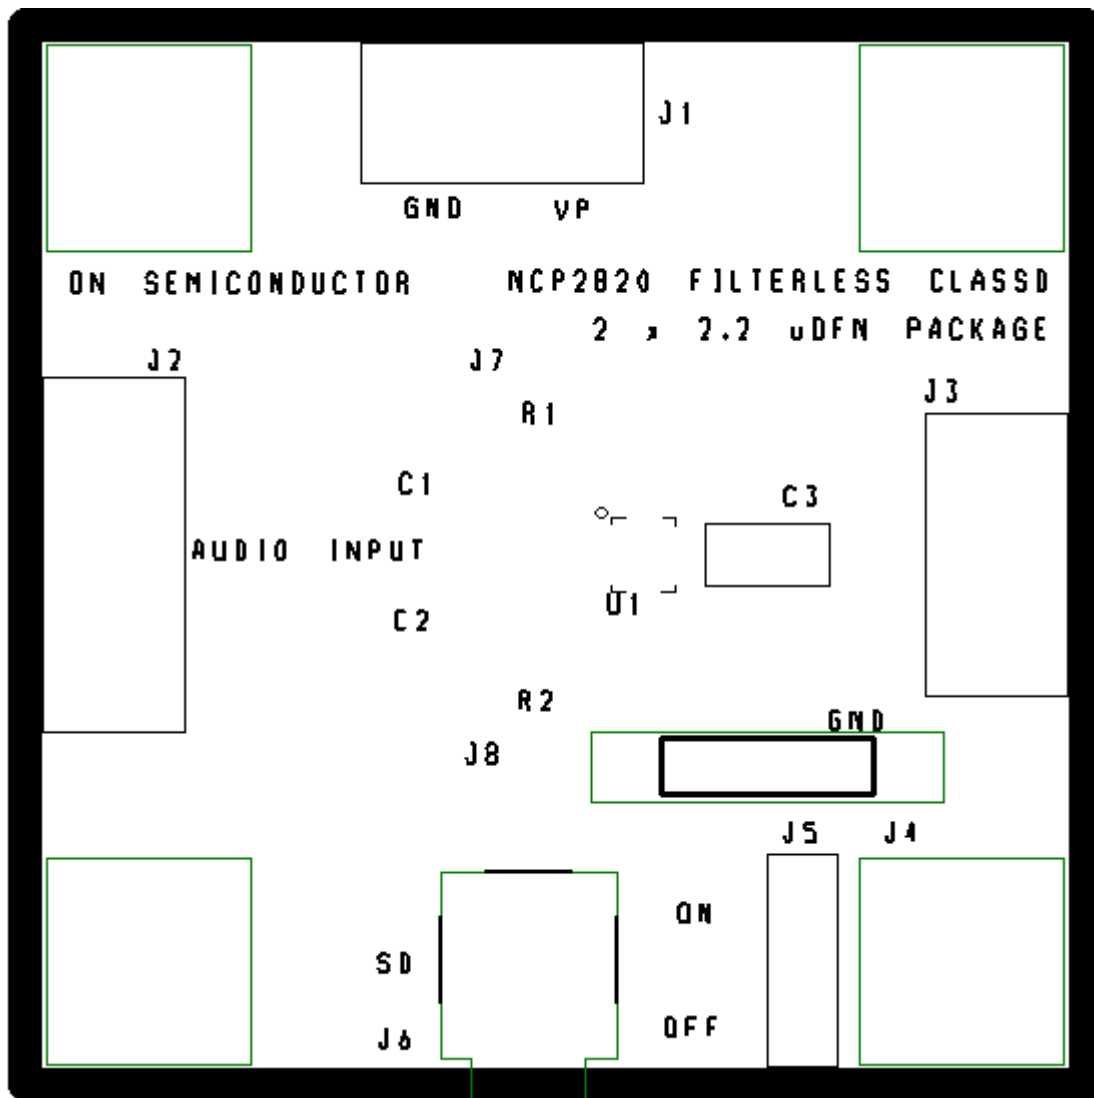 J1
GND VP
ON SEMICONDUCTOR NCP2820 FILTERLESS CLASSD
2 x 2.2 uDFN PACKAGE
J2
J7
J3
R1
C1
C3
AUDIO INPUT
U1
C2
R2
GND
J8
J5
J4
ON
SD
OFF
J6